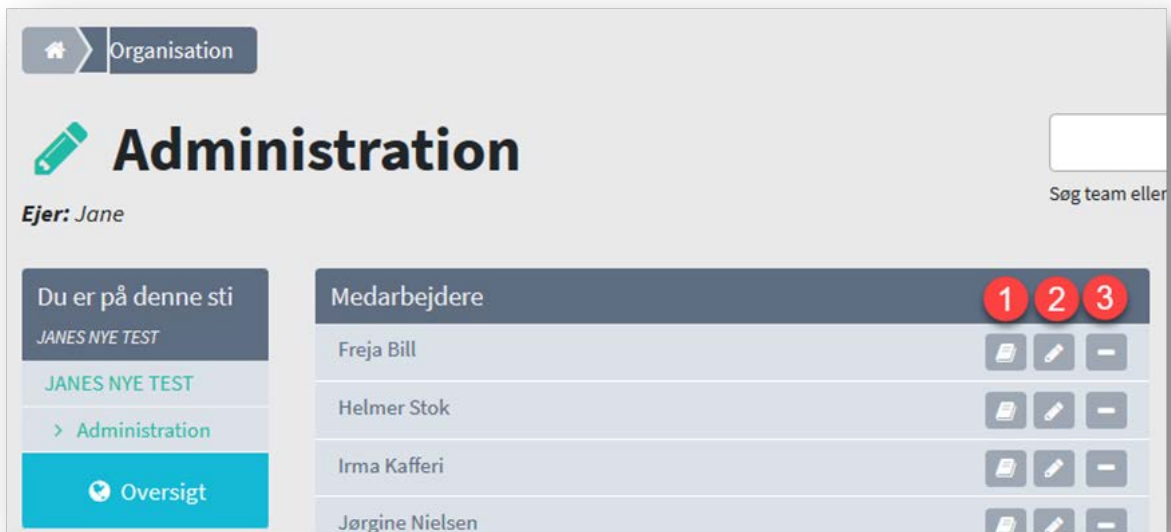 Organisation
Administration
Ejer: Jane
Søg team eller
Du er på denne sti
JANES NYE TEST
JANES NYE TEST
> Administration
Oversigt
Medarbejdere
1 2 3
Freja Bill
Helmer Stok
Irma Kafferi
Jørgine Nielsen